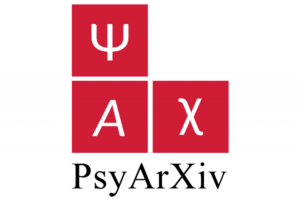 Ψ
A χ
PsyArXiv